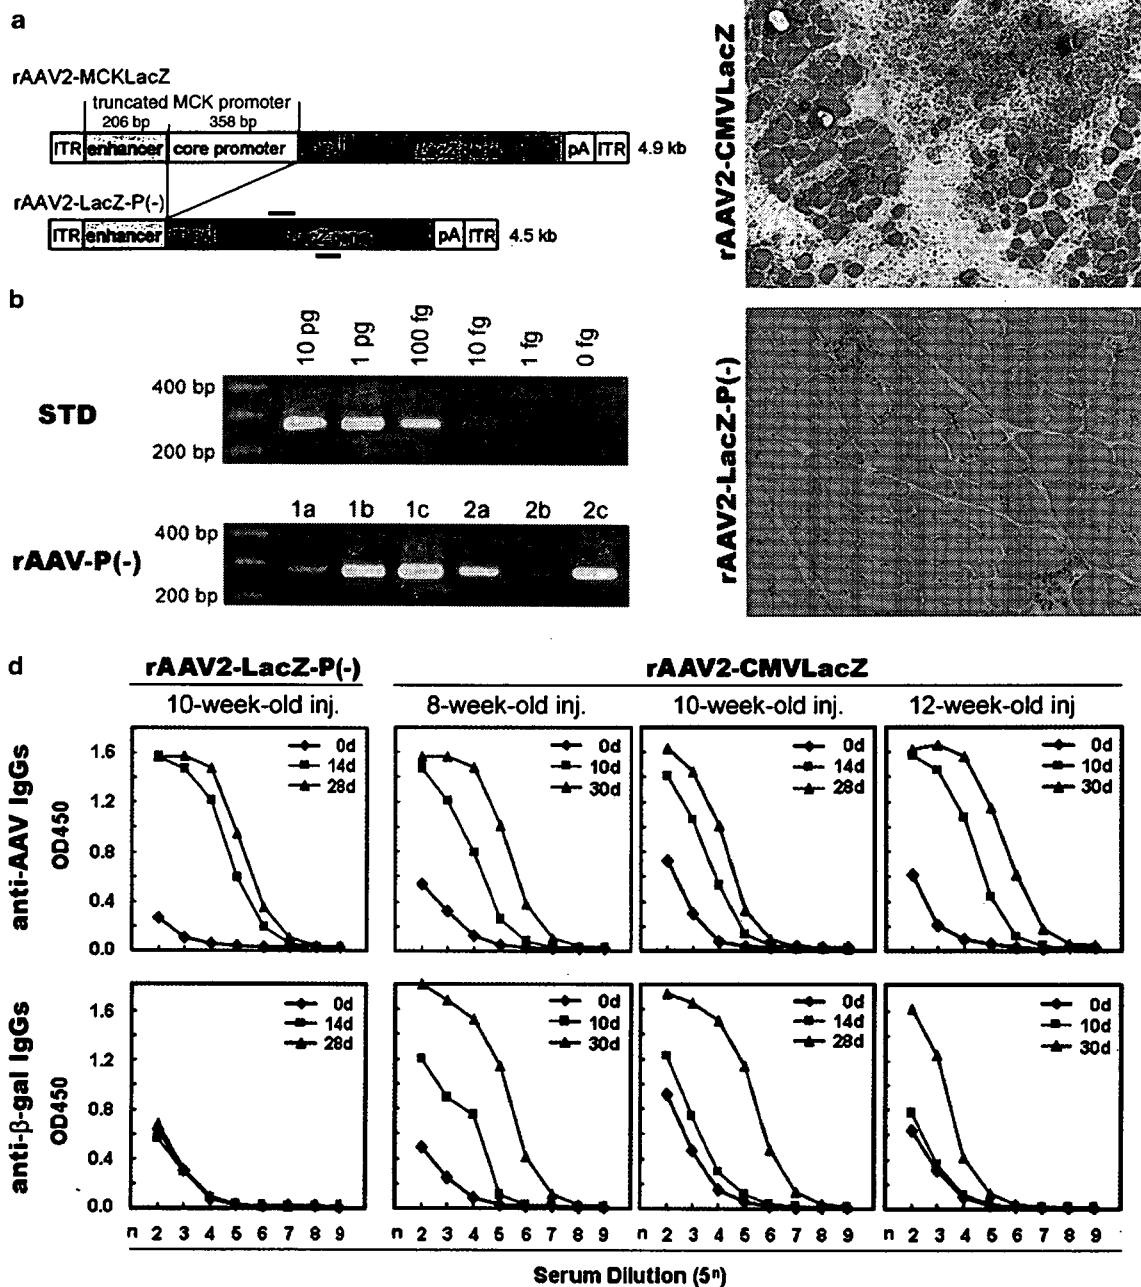 a
rAAV2-MCKLacZ
truncated MCK promoter
206 bp 358 bp
ITR enhancer core promoter pA ITR 4.9 kb
rAAV2-LacZ-P(-)
ITR enhancer pA ITR 4.5 kb
rAAV2-CMVLacZ
rAAV2-LacZ-P(-)
b
10 pg 1 pg 100 fg 10 fg 1 fg 0 fg
400 bp
STD
200 bp
1a 1b 1c 2a 2b 2c
400 bp
rAAV-P(-)
200 bp
d
rAAV2-LacZ-P(-) rAAV2-CMVLacZ
10-week-old inj. 8-week-old inj. 10-week-old inj. 12-week-old inj
anti-AAV IgGs
OD450
1.6
1.2
0.8
0.4
0.0
0d
14d
28d
0d
10d
30d
0d
14d
28d
0d
10d
30d
anti-β-gal IgGs
OD450
1.6
1.2
0.8
0.4
0.0
0d
14d
28d
0d
10d
30d
0d
14d
28d
0d
10d
30d
n 2 3 4 5 6 7 8 9 n 2 3 4 5 6 7 8 9 n 2 3 4 5 6 7 8 9 n 2 3 4 5 6 7 8 9
Serum Dilution (5ⁿ)